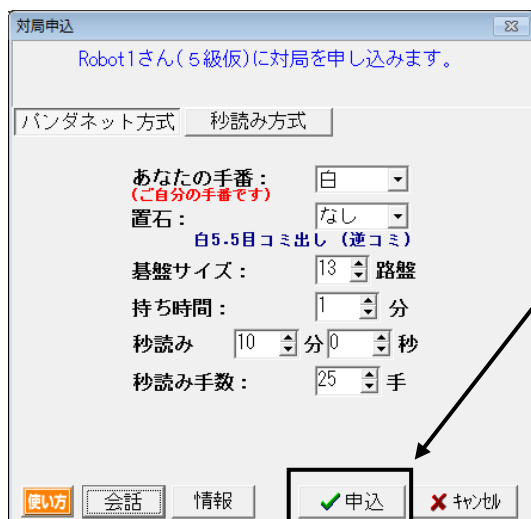 対局申込
Robot1さん(5級仮)に対局を申し込みます。
パンダネット方式 秒読み方式
あなたの手番: 白
(ご自分の手番です)
置石: なし
白5.5目コミ出し (逆コミ)
碁盤サイズ: 13 路盤
持ち時間: 1 分
秒読み 10 分 0 秒
秒読み手数: 25 手
使い方 会話 情報 申込 キャンセル